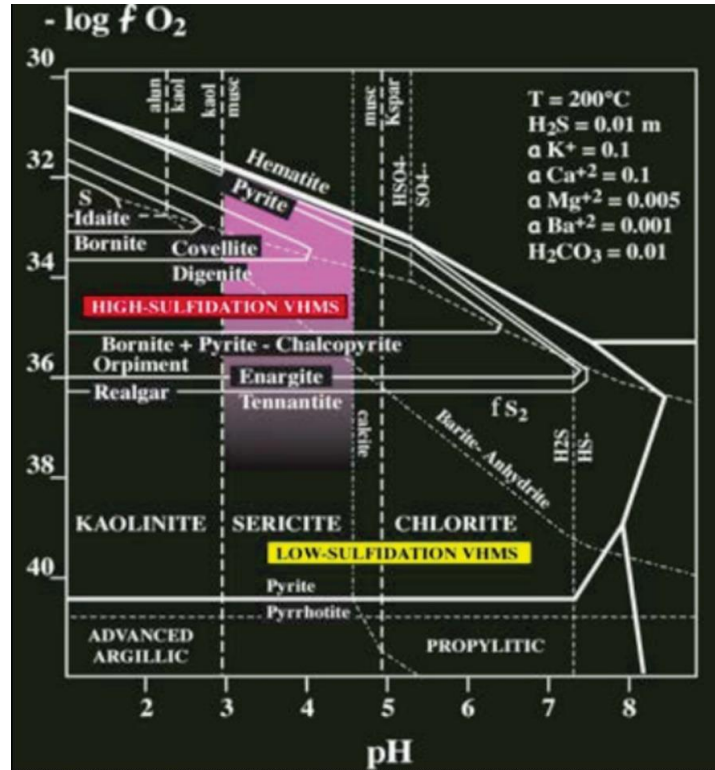 - log f O2
30
32
34
36
38
40
alun
kaol
kaol
musc
musc
Kspar
HSO4-
SO4--
T = 200°C
H2S = 0.01 m
a K+ = 0.1
a Ca+2 = 0.1
a Mg+2 = 0.005
a Ba+2 = 0.001
H2CO3 = 0.01
Hematite
Pyrite
S
Idaite
Bornite
Covellite
Digenite
HIGH-SULFIDATION VHMS
Bornite + Pyrite - Chalcopyrite
Orpiment
Enargite
Realgar
Tennantite
f S2
calcite
Barite- Anhydrite
H2S
HS-
KAOLINITE
SERICITE
CHLORITE
LOW-SULFIDATION VHMS
Pyrite
Pyrrhotite
ADVANCED
ARGILLIC
PROPYLITIC
2 3 4 5 6 7 8
pH